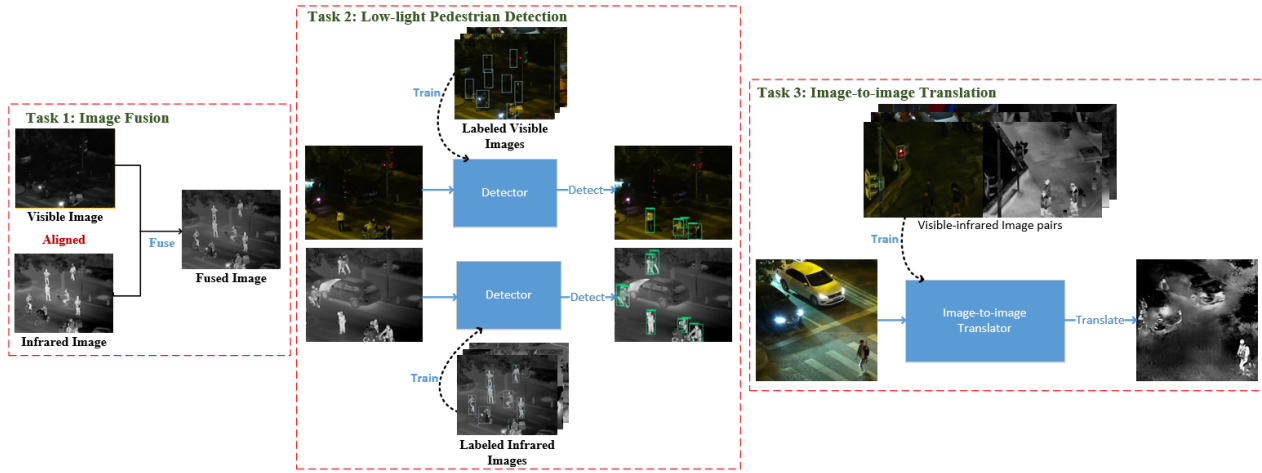 Task 1: Image Fusion
Visible Image
Aligned
Fuse
Infrared Image
Fused Image
Task 2: Low-light Pedestrian Detection
Train
Labeled Visible
Images
Detector
Detect
Detector
Detect
Train
Labeled Infrared
Images
Task 3: Image-to-image Translation
Visible-infrared Image pairs
Train
Image-to-image
Translator
Translate